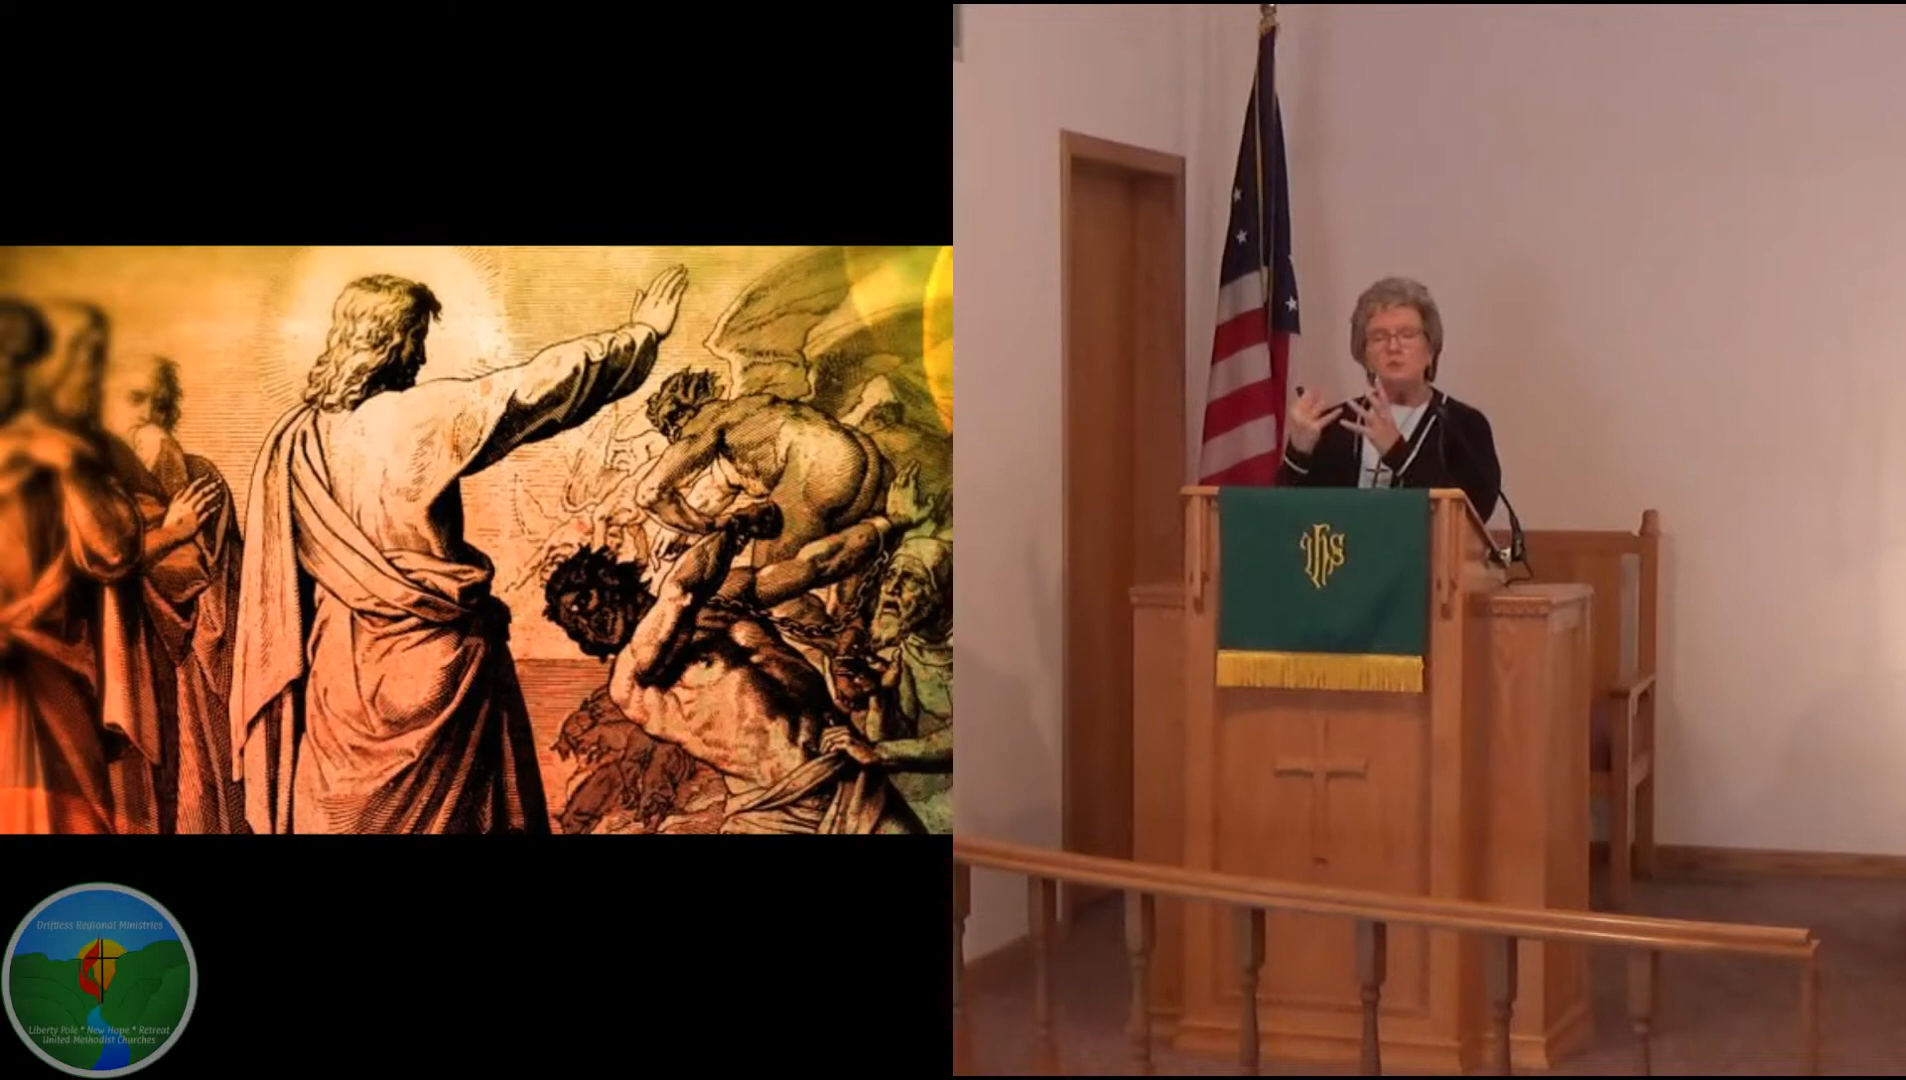 ihs
Driftless Regional Ministries
Liberty Pole * New Hope * Retreat
United Methodist Churches